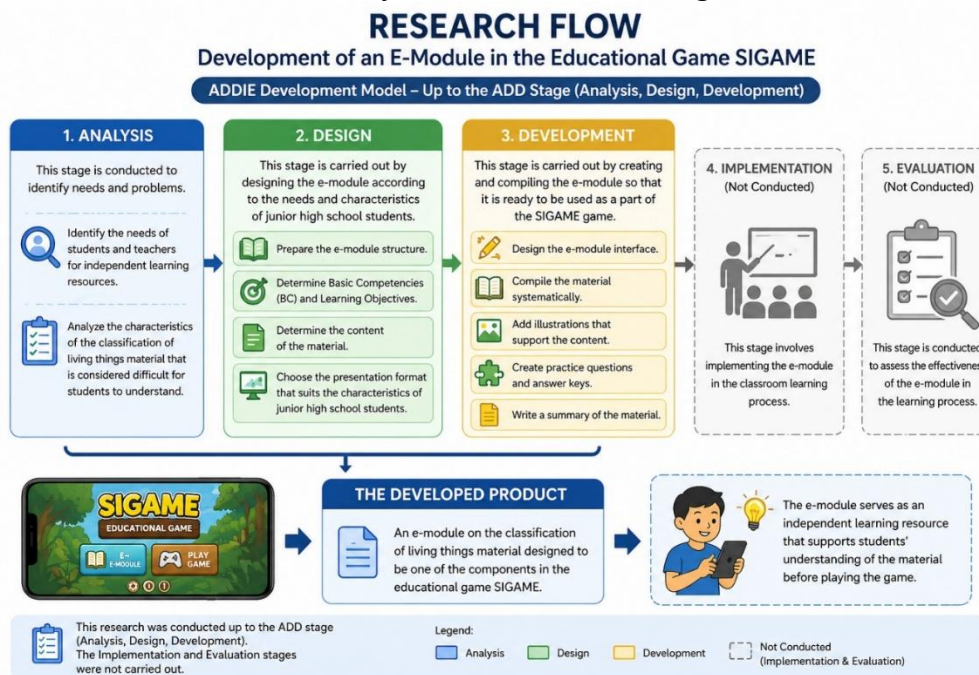 RESEARCH FLOW
Development of an E-Module in the Educational Game SIGAME
ADDIE Development Model – Up to the ADD Stage (Analysis, Design, Development)
1. ANALYSIS
This stage is conducted to
identify needs and problems.
Identify the needs of
students and teachers
for independent learning
resources.
Analyze the characteristics
of the classification of
living things material that
is considered difficult for
students to understand.
2. DESIGN
This stage is carried out by
designing the e-module according
to the needs and characteristics
of junior high school students.
Prepare the e-module structure.
Determine Basic Competencies
(BC) and Learning Objectives.
Determine the content
of the material.
Choose the presentation format
that suits the characteristics of
junior high school students.
3. DEVELOPMENT
This stage is carried out by creating
and compiling the e-module so that
it is ready to be used as a part
of the SIGAME game.
Design the e-module interface.
Compile the material
systematically.
Add illustrations that
support the content.
Create practice questions
and answer keys.
Write a summary of the material.
4. IMPLEMENTATION
(Not Conducted)
This stage involves
implementing the e-module
in the classroom learning
process.
5. EVALUATION
(Not Conducted)
This stage is conducted
to assess the effectiveness
of the e-module in
the learning process.
SIGAME
EDUCATIONAL GAME
E-
E-MODULE
PLAY
GAME
THE DEVELOPED PRODUCT
An e-module on the classification
of living things material designed to
be one of the components in the
educational game SIGAME.
The e-module serves as an
independent learning resource
that supports students'
understanding of the material
before playing the game.
This research was conducted up to the ADD stage
(Analysis, Design, Development).
The Implementation and Evaluation stages
were not carried out.
Legend:
Analysis
Design
Development
Not Conducted
(Implementation & Evaluation)